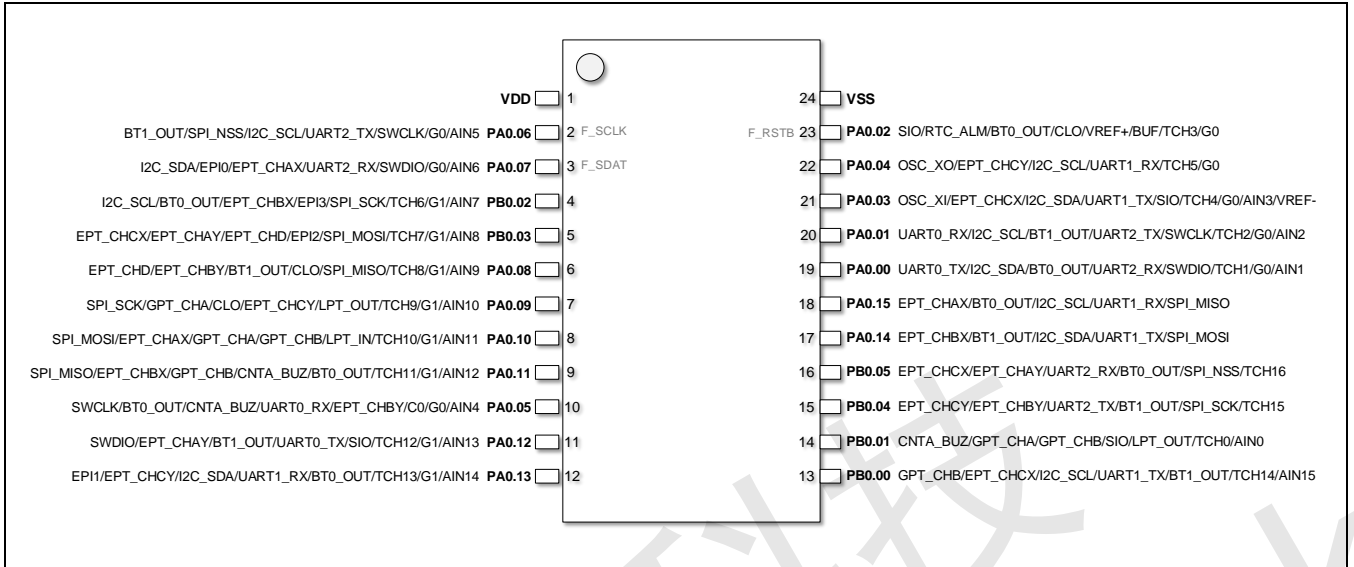 VDD 1 24 VSS
BT1_OUT/SPI_NSS/I2C_SCL/UART2_TX/SWCLK/G0/AIN5 PA0.06 2 F_SCLK F_RSTB 23 PA0.02 SIO/RTC_ALM/BT0_OUT/CLO/VREF+/BUF/TCH3/G0
I2C_SDA/EPI0/EPT_CHAX/UART2_RX/SWDIO/G0/AIN6 PA0.07 3 F_SDAT 22 PA0.04 OSC_XO/EPT_CHCY/I2C_SCL/UART1_RX/TCH5/G0
I2C_SCL/BT0_OUT/EPT_CHBX/EPI3/SPI_SCK/TCH6/G1/AIN7 PB0.02 4 21 PA0.03 OSC_XI/EPT_CHCX/I2C_SDA/UART1_TX/SIO/TCH4/G0/AIN3/VREF-
EPT_CHCX/EPT_CHAY/EPT_CHD/EPI2/SPI_MOSI/TCH7/G1/AIN8 PB0.03 5 20 PA0.01 UART0_RX/I2C_SCL/BT1_OUT/UART2_TX/SWCLK/TCH2/G0/AIN2
EPT_CHD/EPT_CHBY/BT1_OUT/CLO/SPI_MISO/TCH8/G1/AIN9 PA0.08 6 19 PA0.00 UART0_TX/I2C_SDA/BT0_OUT/UART2_RX/SWDIO/TCH1/G0/AIN1
SPI_SCK/GPT_CHA/CLO/EPT_CHCY/LPT_OUT/TCH9/G1/AIN10 PA0.09 7 18 PA0.15 EPT_CHAX/BT0_OUT/I2C_SCL/UART1_RX/SPI_MISO
SPI_MOSI/EPT_CHAX/GPT_CHA/GPT_CHB/LPT_IN/TCH10/G1/AIN11 PA0.10 8 17 PA0.14 EPT_CHBX/BT1_OUT/I2C_SDA/UART1_TX/SPI_MOSI
SPI_MISO/EPT_CHBX/GPT_CHB/CNTA_BUZ/BT0_OUT/TCH11/G1/AIN12 PA0.11 9 16 PB0.05 EPT_CHCX/EPT_CHAY/UART2_RX/BT0_OUT/SPI_NSS/TCH16
SWCLK/BT0_OUT/CNTA_BUZ/UART0_RX/EPT_CHBY/C0/G0/AIN4 PA0.05 10 15 PB0.04 EPT_CHCY/EPT_CHBY/UART2_TX/BT1_OUT/SPI_SCK/TCH15
SWDIO/EPT_CHAY/BT1_OUT/UART0_TX/SIO/TCH12/G1/AIN13 PA0.12 11 14 PB0.01 CNTA_BUZ/GPT_CHA/GPT_CHB/SIO/LPT_OUT/TCH0/AIN0
EPI1/EPT_CHCY/I2C_SDA/UART1_RX/BT0_OUT/TCH13/G1/AIN14 PA0.13 12 13 PB0.00 GPT_CHB/EPT_CHCX/I2C_SCL/UART1_TX/BT1_OUT/TCH14/AIN15
科技